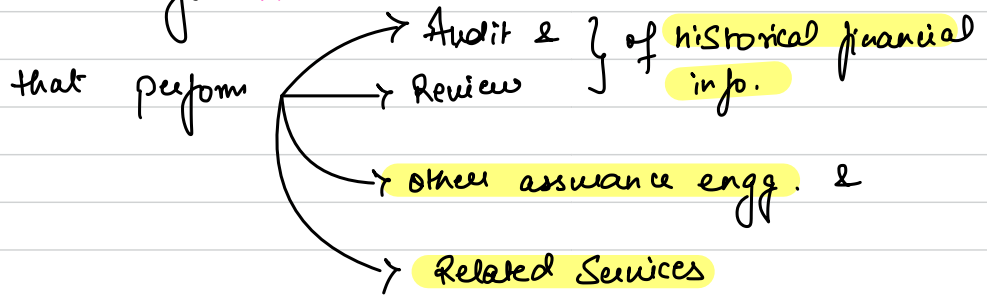 Audit & } of historical financial
that perform Review info.
other assurance engg. &
Related Services